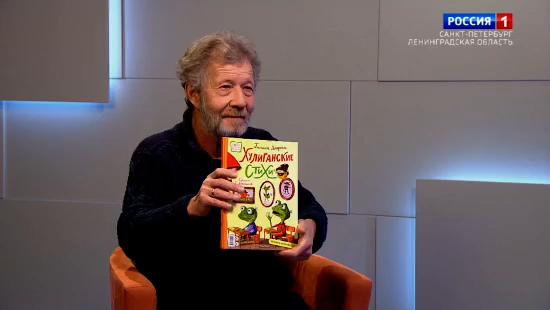 РОССИЯ 1
САНКТ-ПЕТЕРБУРГ
ЛЕНИНГРАДСКАЯ ОБЛАСТЬ
ХУЛИГАНСКИЕ
СТИХИ